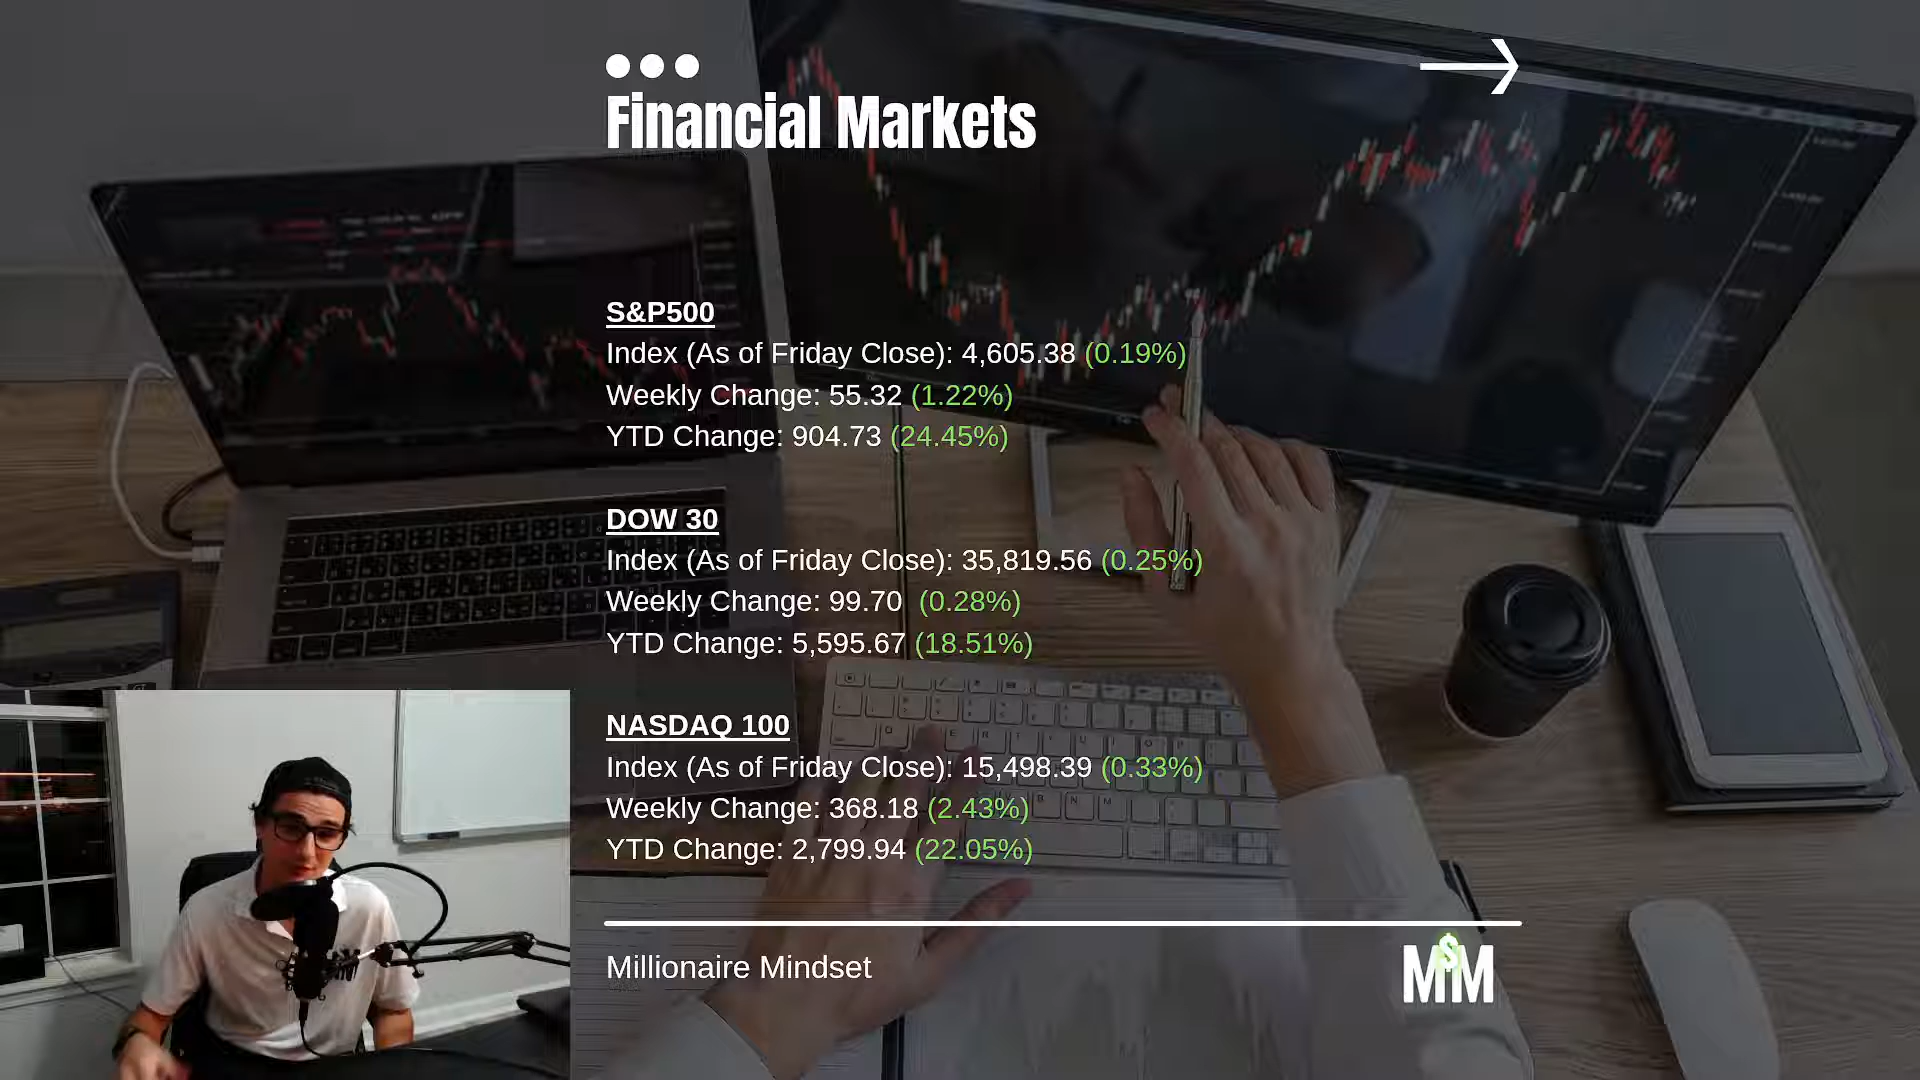 Financial Markets
S&P500
Index (As of Friday Close): 4,605.38 (0.19%)
Weekly Change: 55.32 (1.22%)
YTD Change: 904.73 (24.45%)
DOW 30
Index (As of Friday Close): 35,819.56 (0.25%)
Weekly Change: 99.70 (0.28%)
YTD Change: 5,595.67 (18.51%)
NASDAQ 100
Index (As of Friday Close): 15,498.39 (0.33%)
Weekly Change: 368.18 (2.43%)
YTD Change: 2,799.94 (22.05%)
Millionaire Mindset
M$M